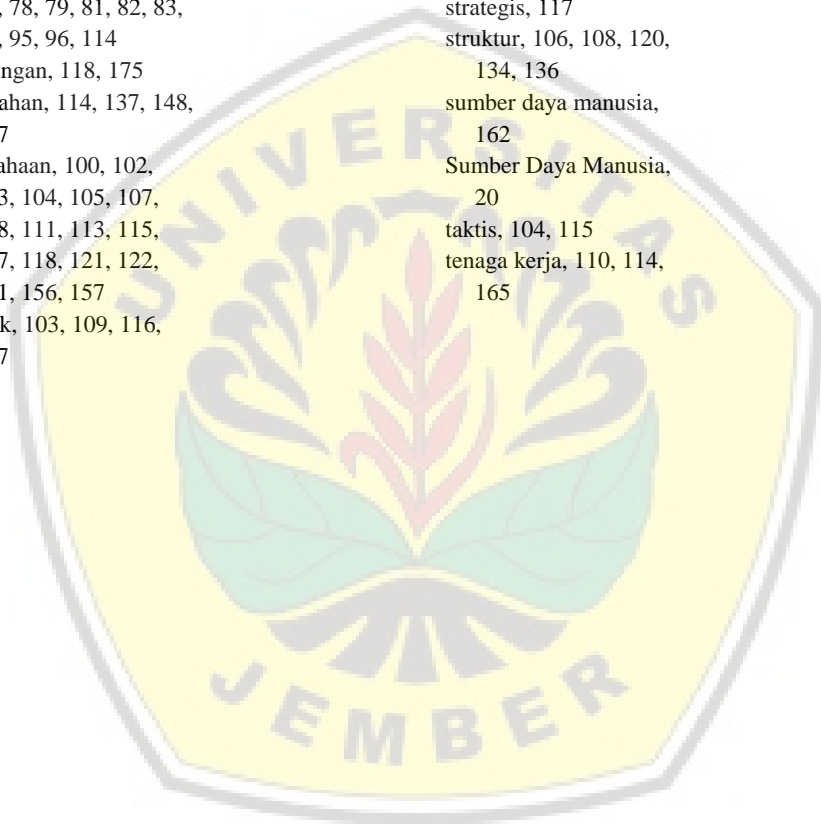 , 78, 79, 81, 82, 83,
, 95, 96, 114
ngan, 118, 175
ahan, 114, 137, 148,
7
ahaan, 100, 102,
3, 104, 105, 107,
8, 111, 113, 115,
7, 118, 121, 122,
1, 156, 157
k, 103, 109, 116,
7
strategis, 117
struktur, 106, 108, 120,
134, 136
sumber daya manusia,
162
Sumber Daya Manusia,
20
taktis, 104, 115
tenaga kerja, 110, 114,
165
UNIVERSITAS
JEMBER